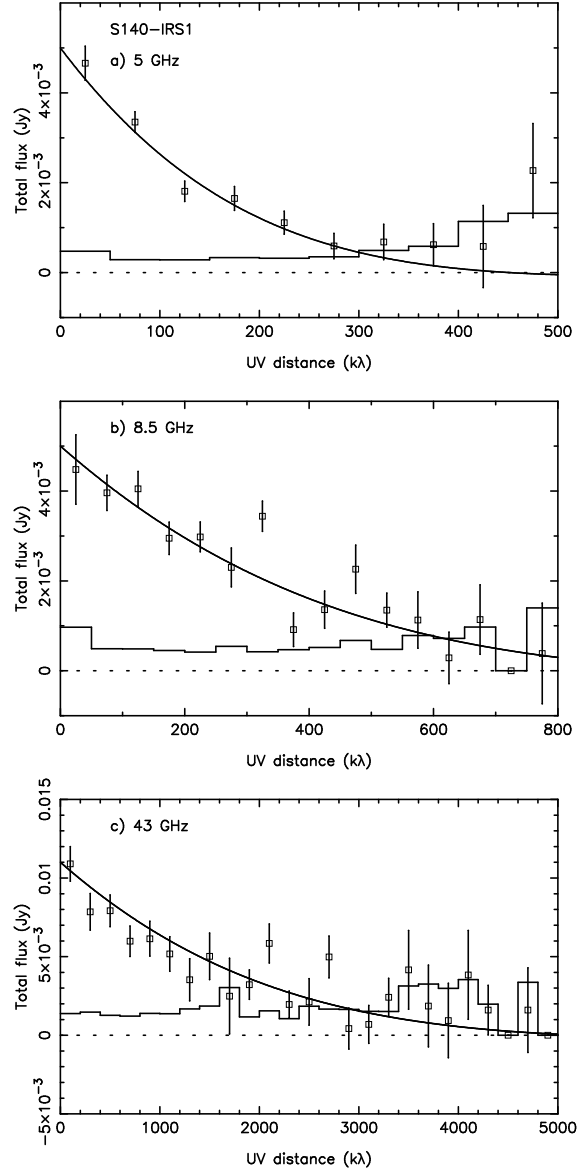 S140−IRS1
a) 5 GHz
Total flux (Jy)
4×10⁻³
2×10⁻³
0
0 100 200 300 400 500
UV distance (kλ)
b) 8.5 GHz
Total flux (Jy)
4×10⁻³
2×10⁻³
0
0 200 400 600 800
UV distance (kλ)
c) 43 GHz
Total flux (Jy)
0.015
0.01
5×10⁻³
0
−5×10⁻³
0 1000 2000 3000 4000 5000
UV distance (kλ)